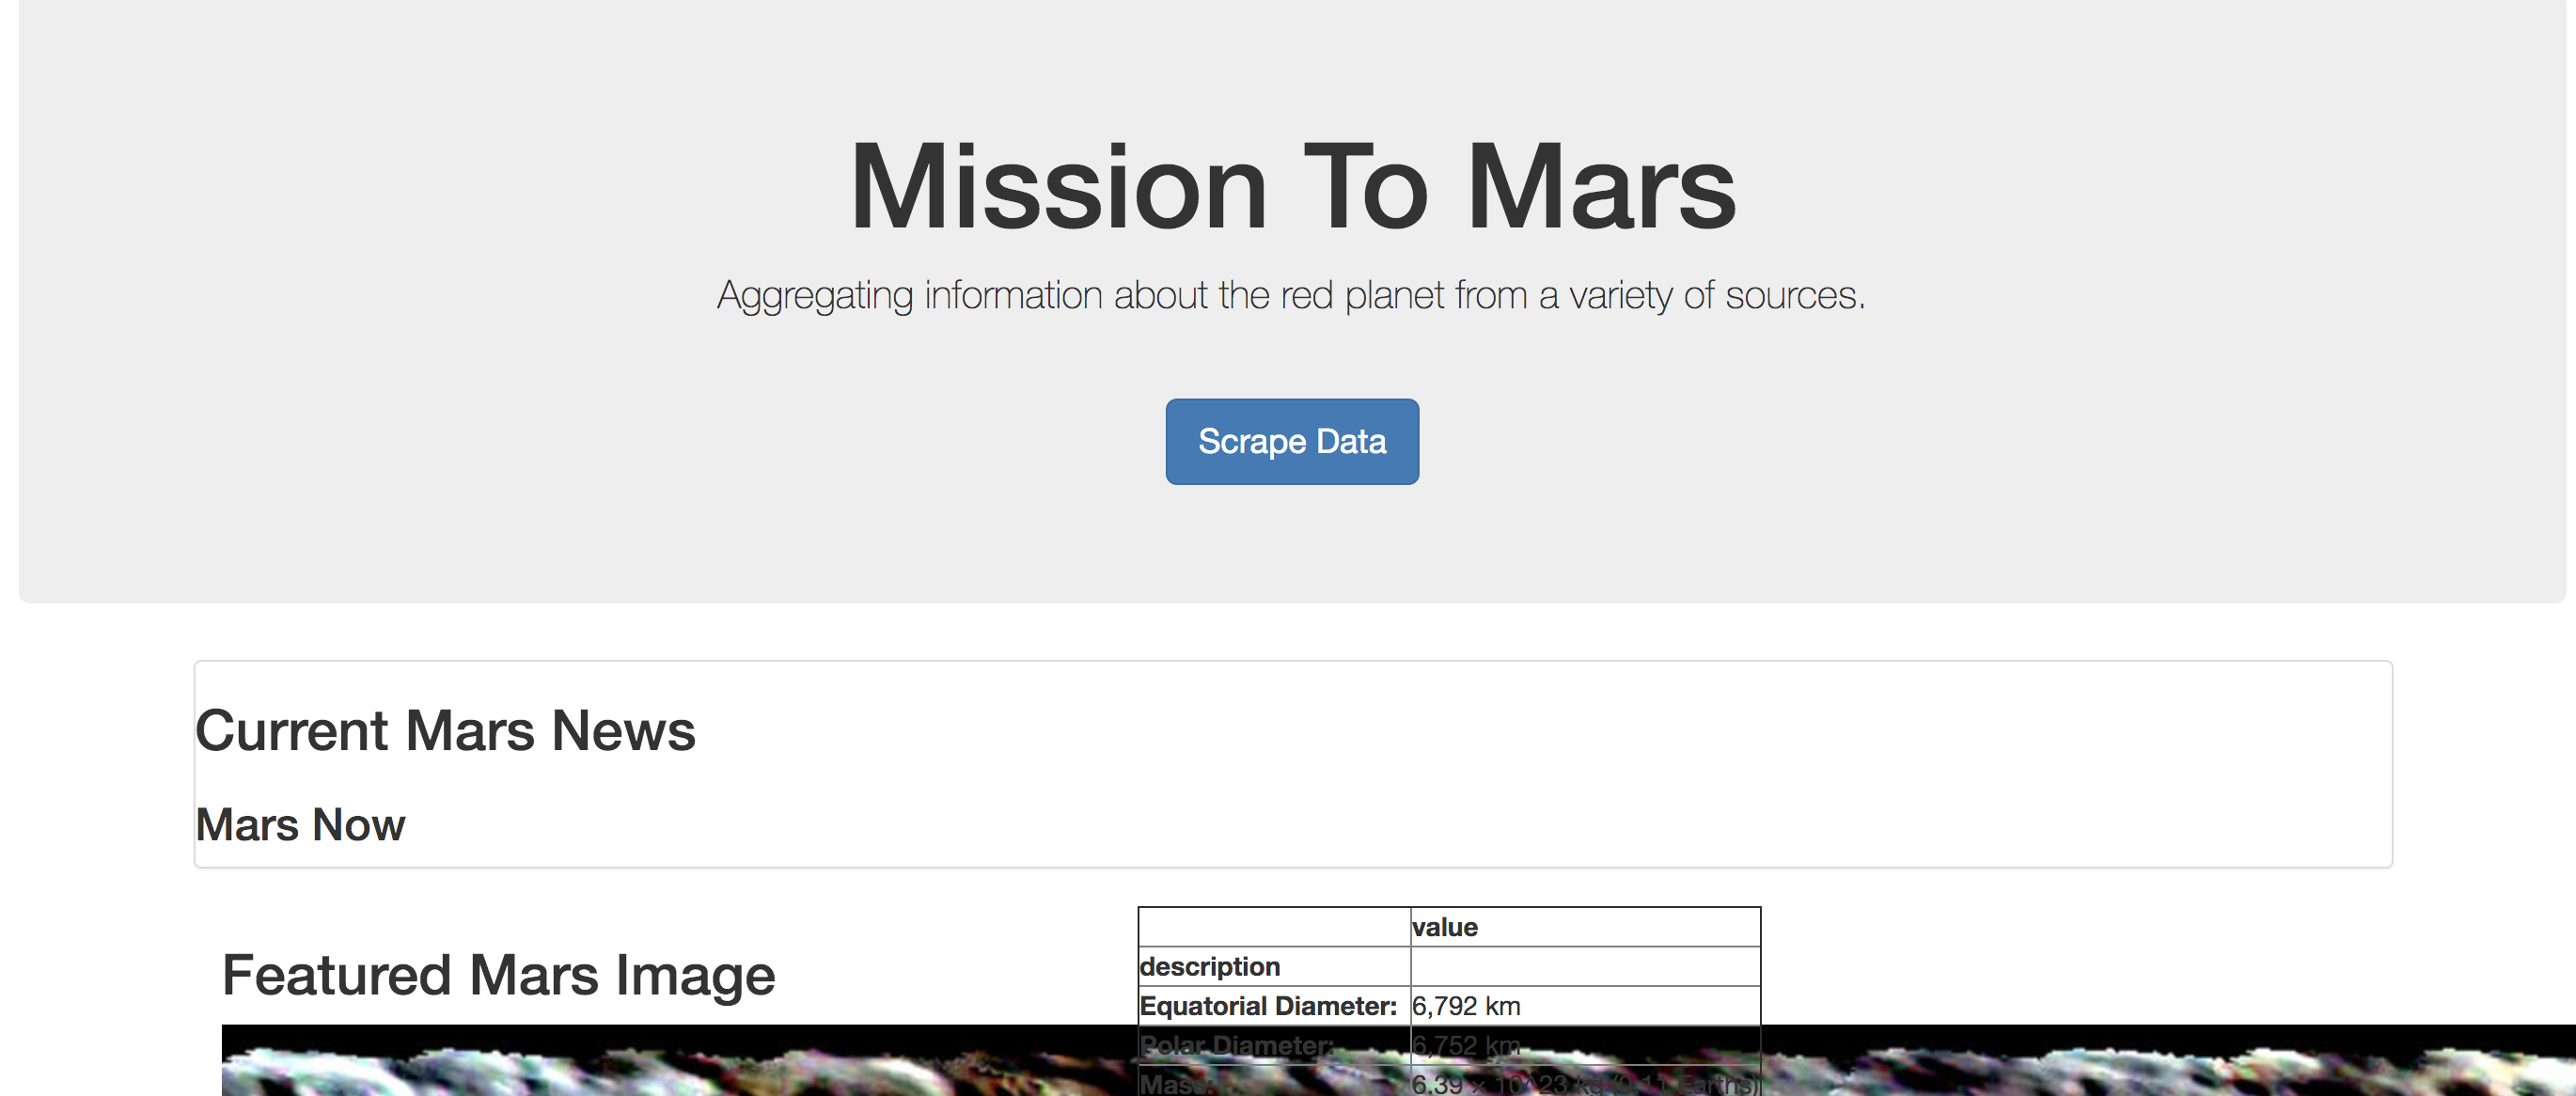 Mission To Mars
Aggregating information about the red planet from a variety of sources.
Scrape Data
Current Mars News
Mars Now
Featured Mars Image
value
description
Equatorial Diameter: 6,792 km
Polar Diameter: 6,752 km
Mass: 6.39 × 10^23 kg (0.11 Earths)